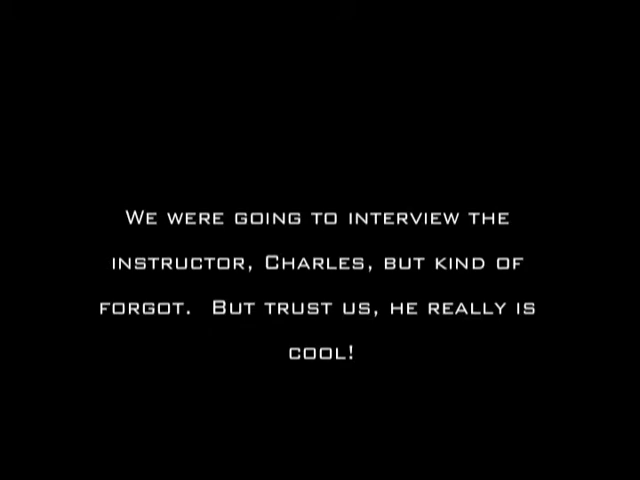 We were going to interview the
instructor, Charles, but kind of
forgot.  But trust us, he really is
cool!